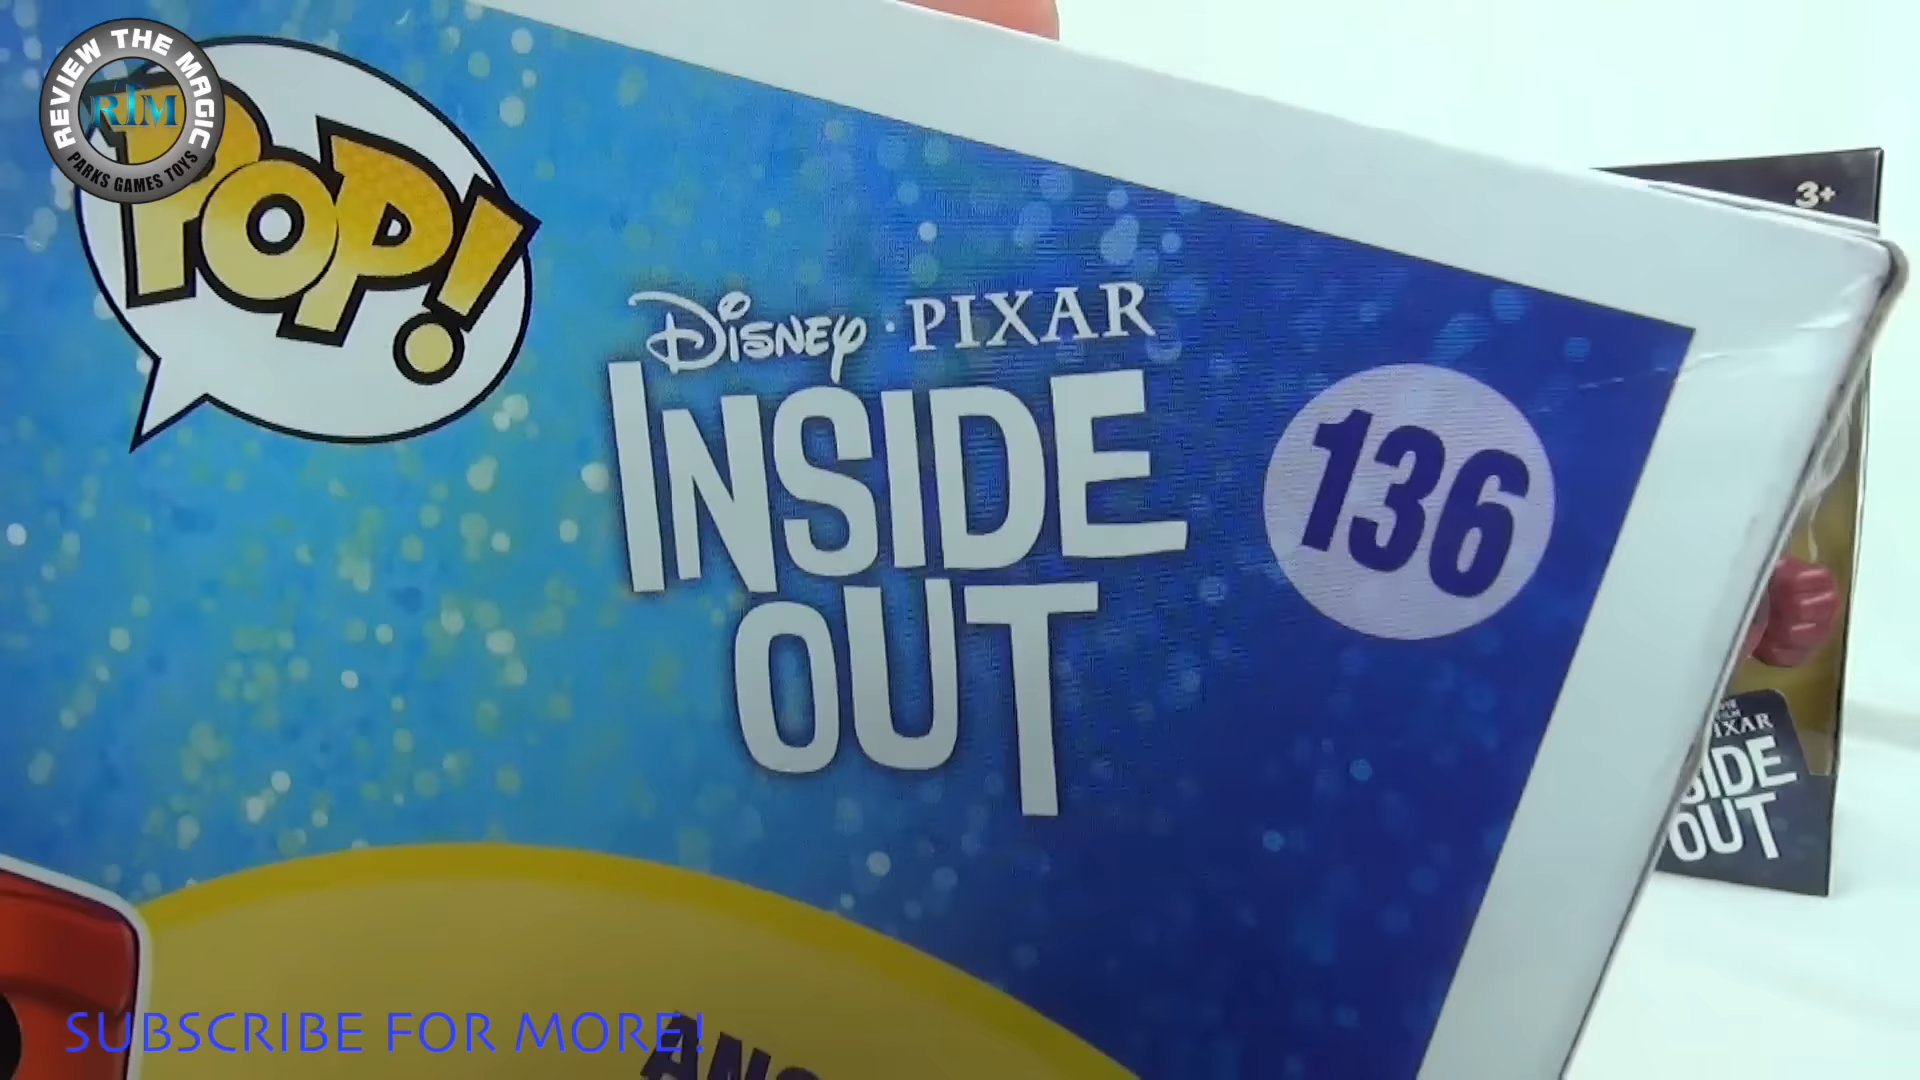 REVIEW THE MAGIC
RTM
PARKS GAMES TOYS
POP!
3+
DISNEY · PIXAR
INSIDE
OUT
136
PIXAR
SIDE
OUT
SUBSCRIBE FOR MORE!